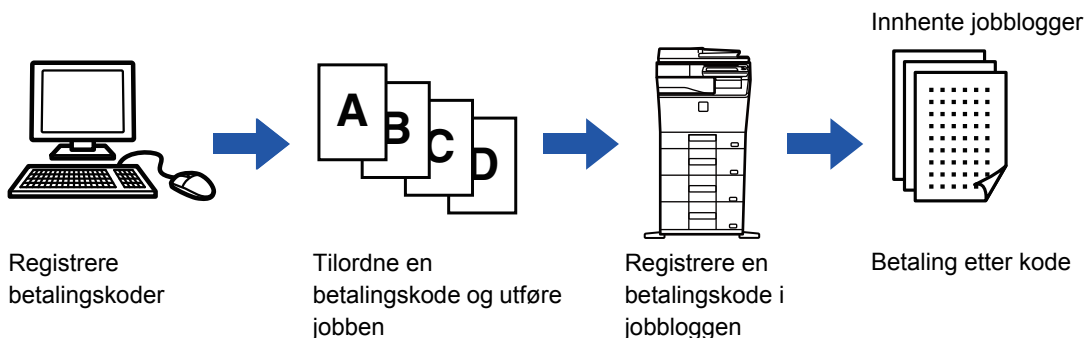 Innhente jobblogger
A
B
C
D
Registrere
betalingskoder
Tilordne en
betalingskode og utføre
jobben
Registrere en
betalingskode i
jobbloggen
Betaling etter kode